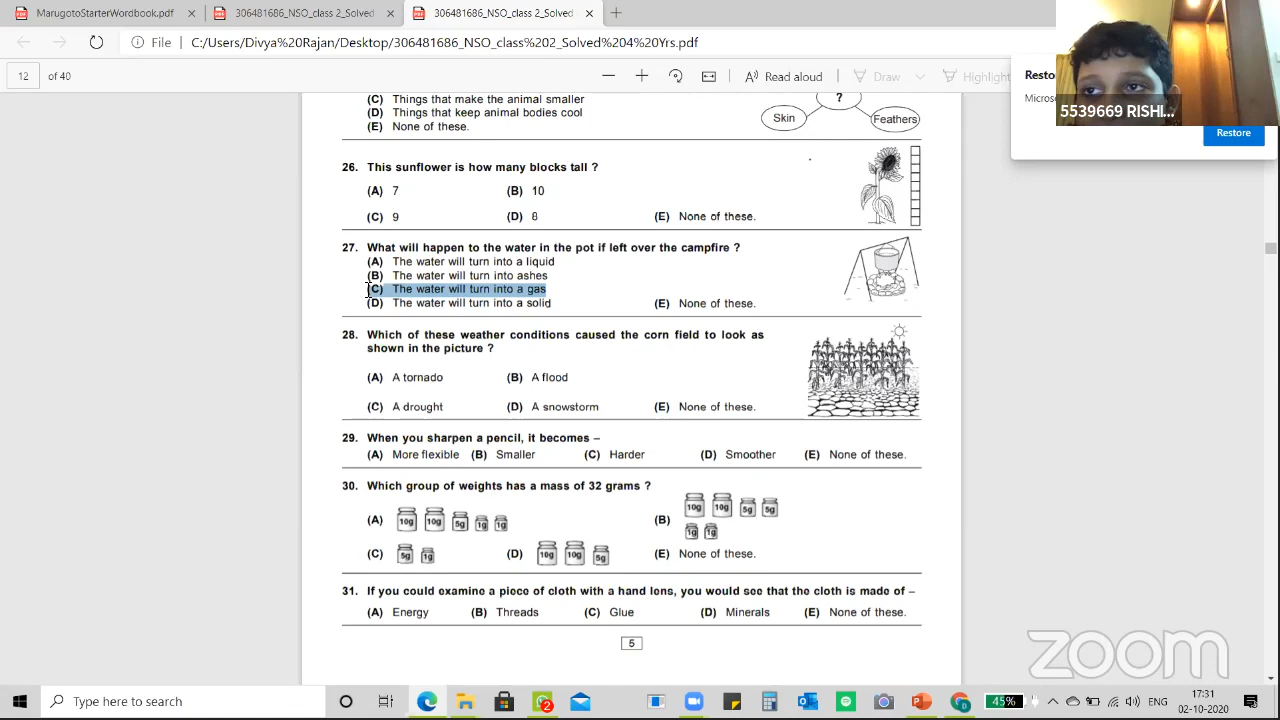 MarugotoStarterWordbook.pdf
306481686_NSO_class 2_Solved
306481686_NSO_class 2_Solved
File
C:/Users/Divya%20Rajan/Desktop/306481686_NSO_class%202_Solved%204%20Yrs.pdf
12 of 40
Read aloud
Draw
Highlight
Micros
5539669 RISHI...
Restore
(C) Things that make the animal smaller
(D) Things that keep animal bodies cool
(E) None of these.
?
Skin
Feathers
26. This sunflower is how many blocks tall ?
(A) 7 (B) 10
(C) 9 (D) 8 (E) None of these.
27. What will happen to the water in the pot if left over the campfire ?
(A) The water will turn into a liquid
(B) The water will turn into ashes
(C) The water will turn into a gas
(D) The water will turn into a solid (E) None of these.
28. Which of these weather conditions caused the corn field to look as
shown in the picture ?
(A) A tornado (B) A flood
(C) A drought (D) A snowstorm (E) None of these.
29. When you sharpen a pencil, it becomes –
(A) More flexible (B) Smaller (C) Harder (D) Smoother (E) None of these.
30. Which group of weights has a mass of 32 grams ?
(A) 10g 10g 5g 1g 1g (B) 10g 10g 5g 5g
1g 1g
(C) 5g 1g (D) 10g 10g 5g (E) None of these.
31. If you could examine a piece of cloth with a hand lens, you would see that the cloth is made of –
(A) Energy (B) Threads (C) Glue (D) Minerals (E) None of these.
5
zoom
Type here to search
2
45%
ENG
17:31
02-10-2020